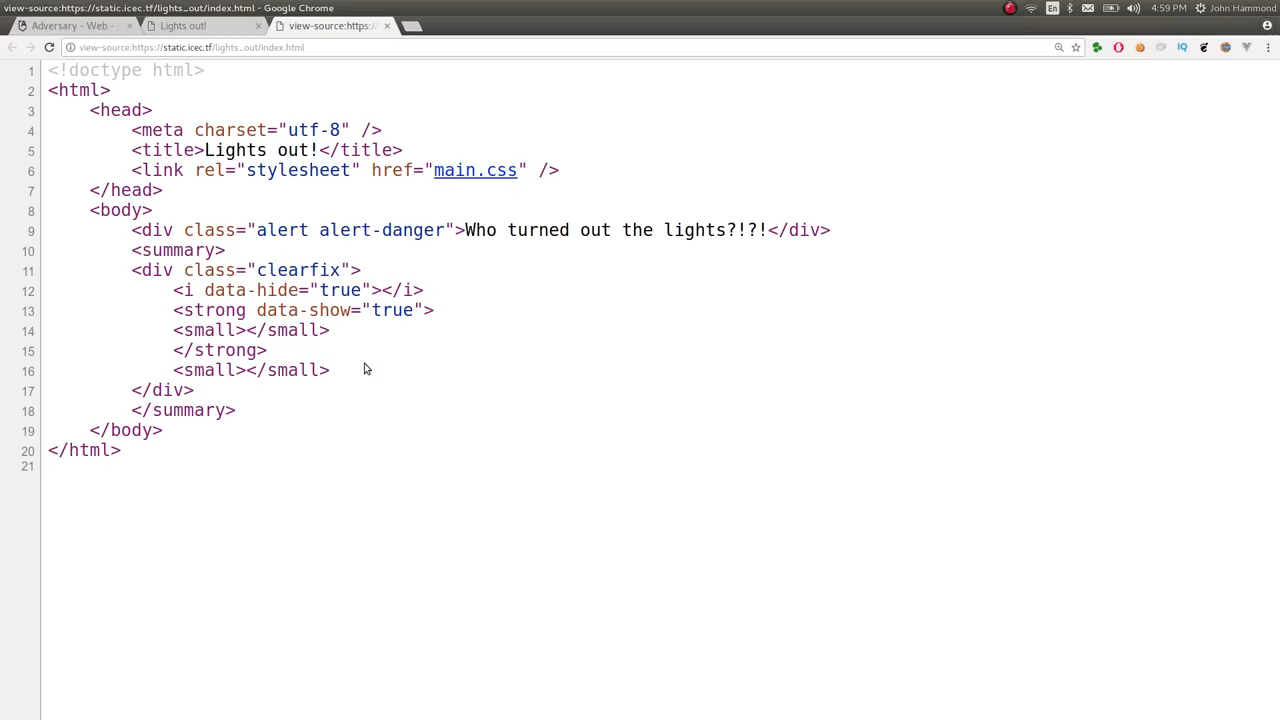 view-source:https://static.icec.tf/lights_out/index.html - Google Chrome
En
4:59 PM
John Hammond
Adversary - Web -
Lights out!
view-source:https:/
view-source:https://static.icec.tf/lights_out/index.html
IQ
1 <!doctype html>
2 <html>
3 <head>
4 <meta charset="utf-8" />
5 <title>Lights out!</title>
6 <link rel="stylesheet" href="main.css" />
7 </head>
8 <body>
9 <div class="alert alert-danger">Who turned out the lights?!?!</div>
10 <summary>
11 <div class="clearfix">
12 <i data-hide="true"></i>
13 <strong data-show="true">
14 <small></small>
15 </strong>
16 <small></small>
17 </div>
18 </summary>
19 </body>
20 </html>
21